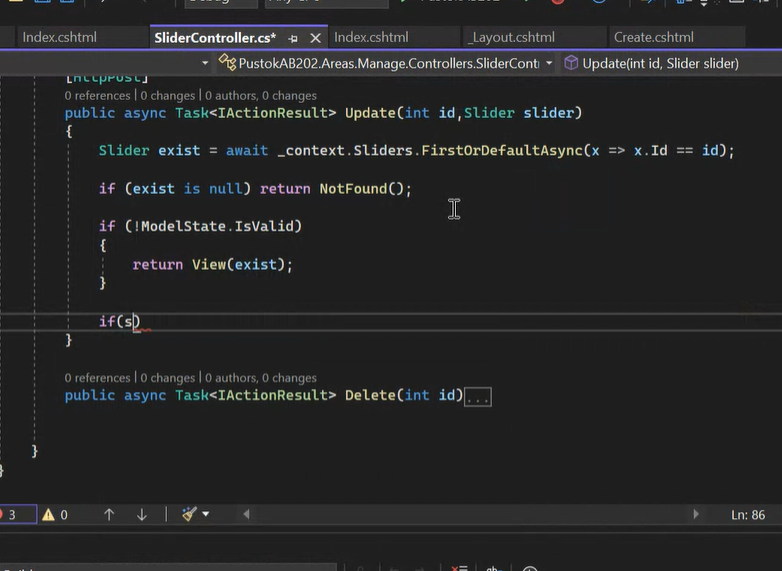 Index.cshtml
SliderController.cs*
Index.cshtml
_Layout.cshtml
Create.cshtml
PustokAB202.Areas.Manage.Controllers.SliderContr
Update(int id, Slider slider)
[HttpPost]
0 references | 0 changes | 0 authors, 0 changes
public async Task<IActionResult> Update(int id,Slider slider)
{
Slider exist = await _context.Sliders.FirstOrDefaultAsync(x => x.Id == id);
if (exist is null) return NotFound();
if (!ModelState.IsValid)
{
return View(exist);
}
if(s)
}
0 references | 0 changes | 0 authors, 0 changes
public async Task<IActionResult> Delete(int id)...
}
}
3
0
Ln: 86